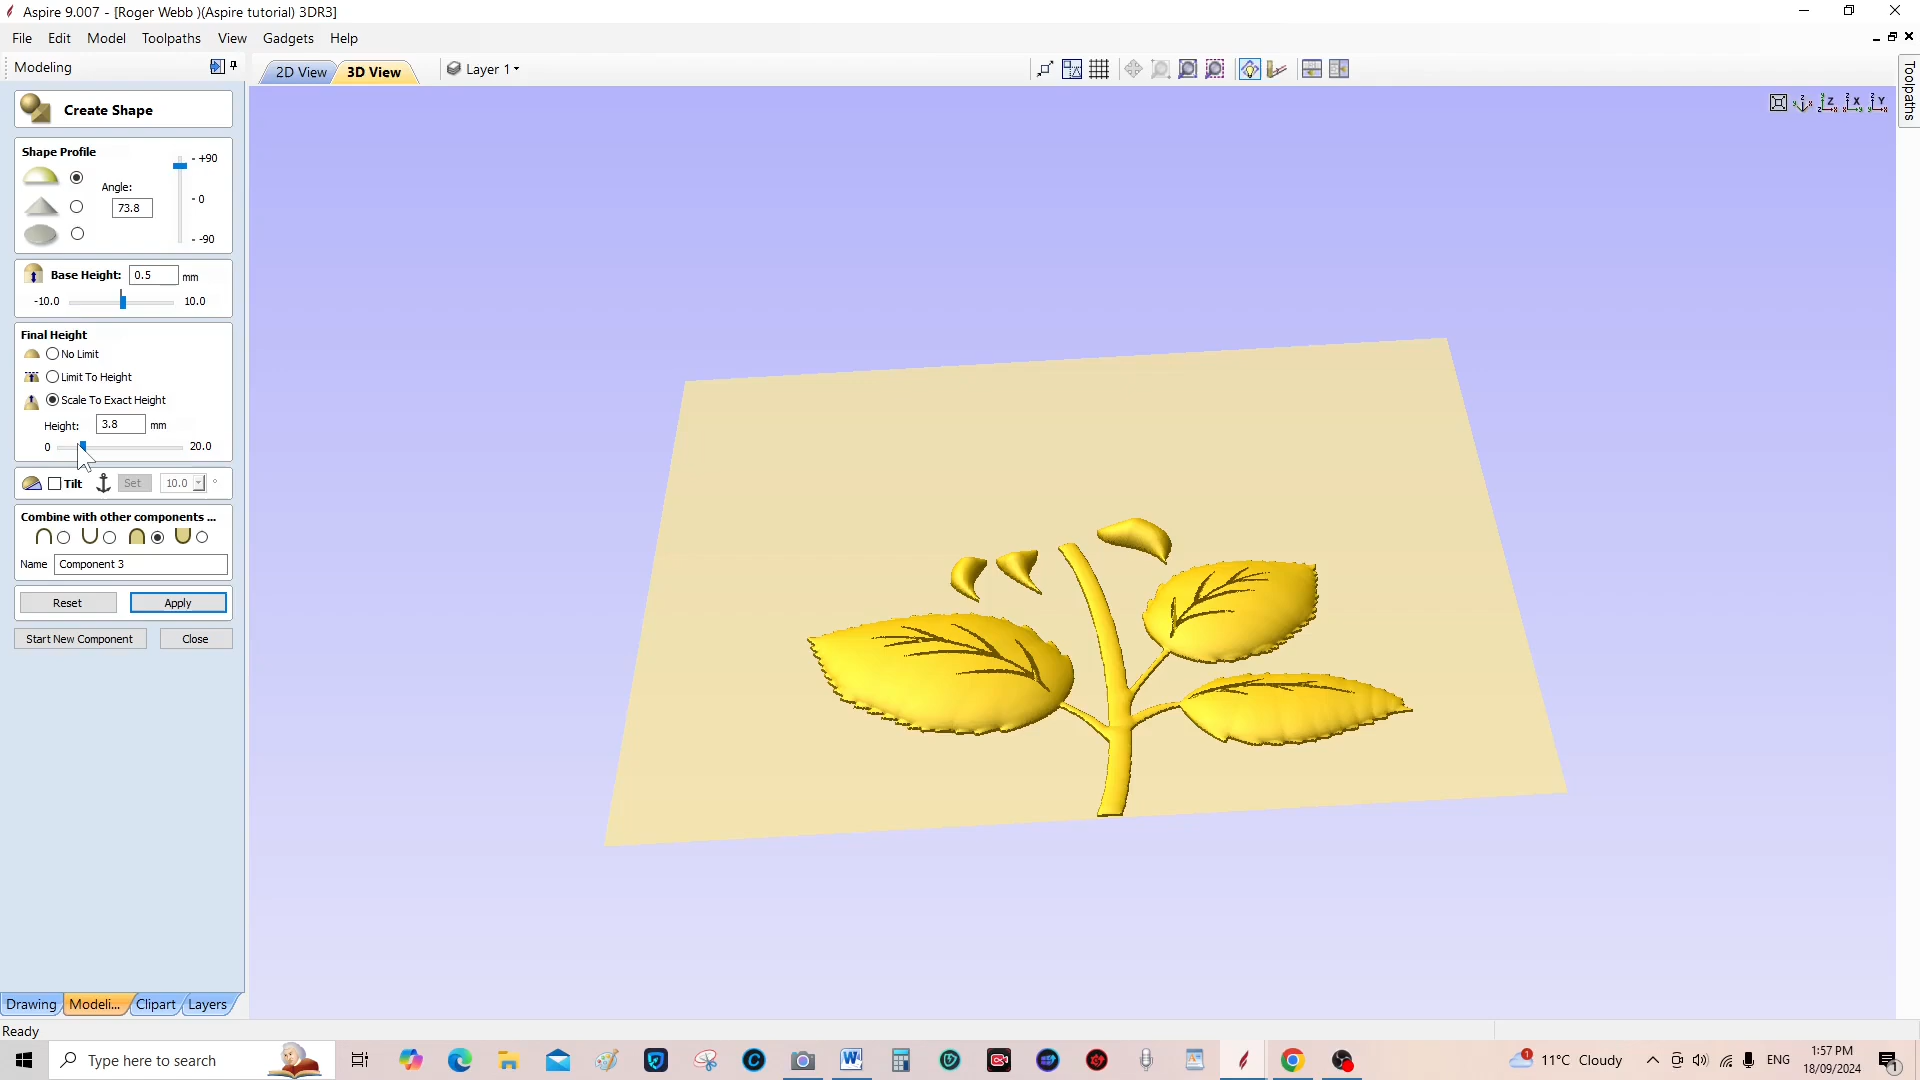 Aspire 9.007 - [Roger Webb )(Aspire tutorial) 3DR3]
File Edit Model Toolpaths View Gadgets Help
Modeling
2D View 3D View Layer 1
Toolpaths
Z X Y
Create Shape
Shape Profile
+90
Angle:
73.8
0
-90
Base Height: 0.5 mm
-10.0 10.0
Final Height
No Limit
Limit To Height
Scale To Exact Height
Height: 3.8 mm
0 20.0
Tilt Set 10.0 °
Combine with other components ...
Name Component 3
Reset Apply
Start New Component Close
Drawing Modeli... Clipart Layers
Ready
Type here to search
11°C Cloudy
ENG
1:57 PM
18/09/2024